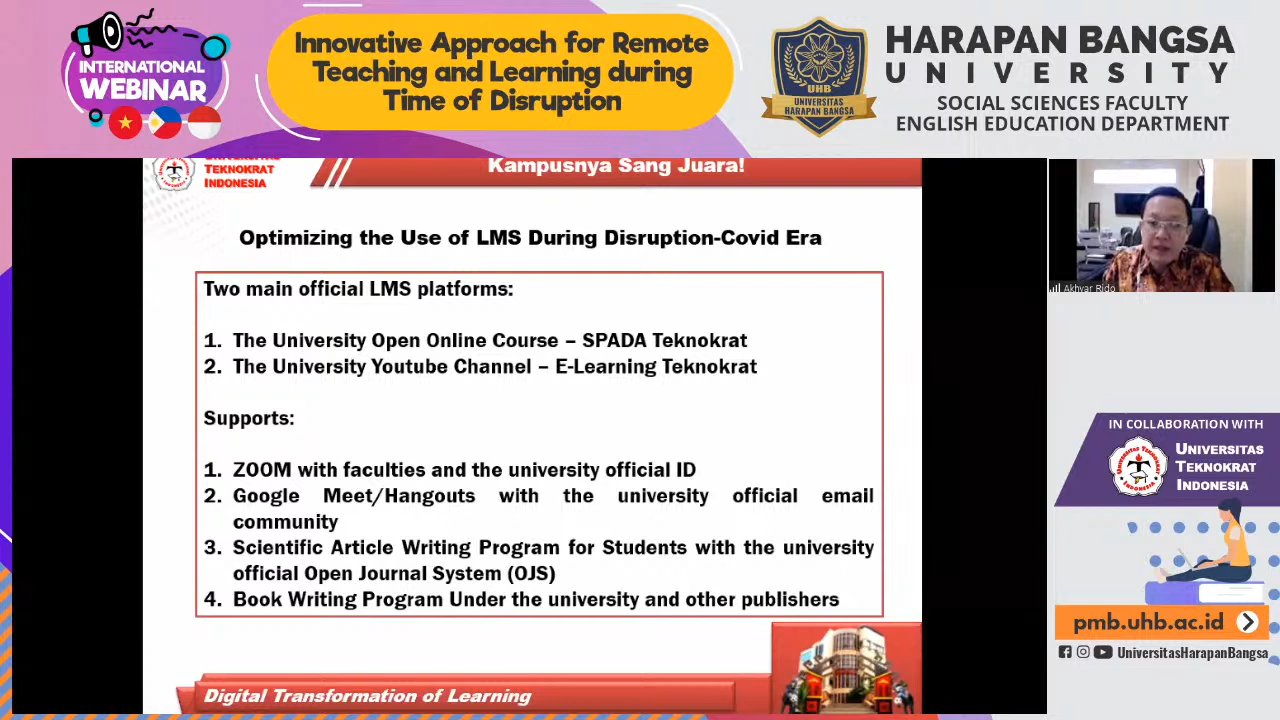 INTERNATIONAL
WEBINAR
Innovative Approach for Remote
Teaching and Learning during
Time of Disruption
UHB
UNIVERSITAS
HARAPAN BANGSA
HARAPAN BANGSA
UNIVERSITY
SOCIAL SCIENCES FACULTY
ENGLISH EDUCATION DEPARTMENT
UNIVERSITAS
TEKNOKRAT
INDONESIA
Kampusnya Sang Juara!
Optimizing the Use of LMS During Disruption-Covid Era
Two main official LMS platforms:
1. The University Open Online Course – SPADA Teknokrat
2. The University Youtube Channel – E-Learning Teknokrat
Supports:
1. ZOOM with faculties and the university official ID
2. Google Meet/Hangouts with the university official email
community
3. Scientific Article Writing Program for Students with the university
official Open Journal System (OJS)
4. Book Writing Program Under the university and other publishers
Digital Transformation of Learning
Akhyar Rido
IN COLLABORATION WITH
UNIVERSITAS
TEKNOKRAT
INDONESIA
pmb.uhb.ac.id
UniversitasHarapanBangsa